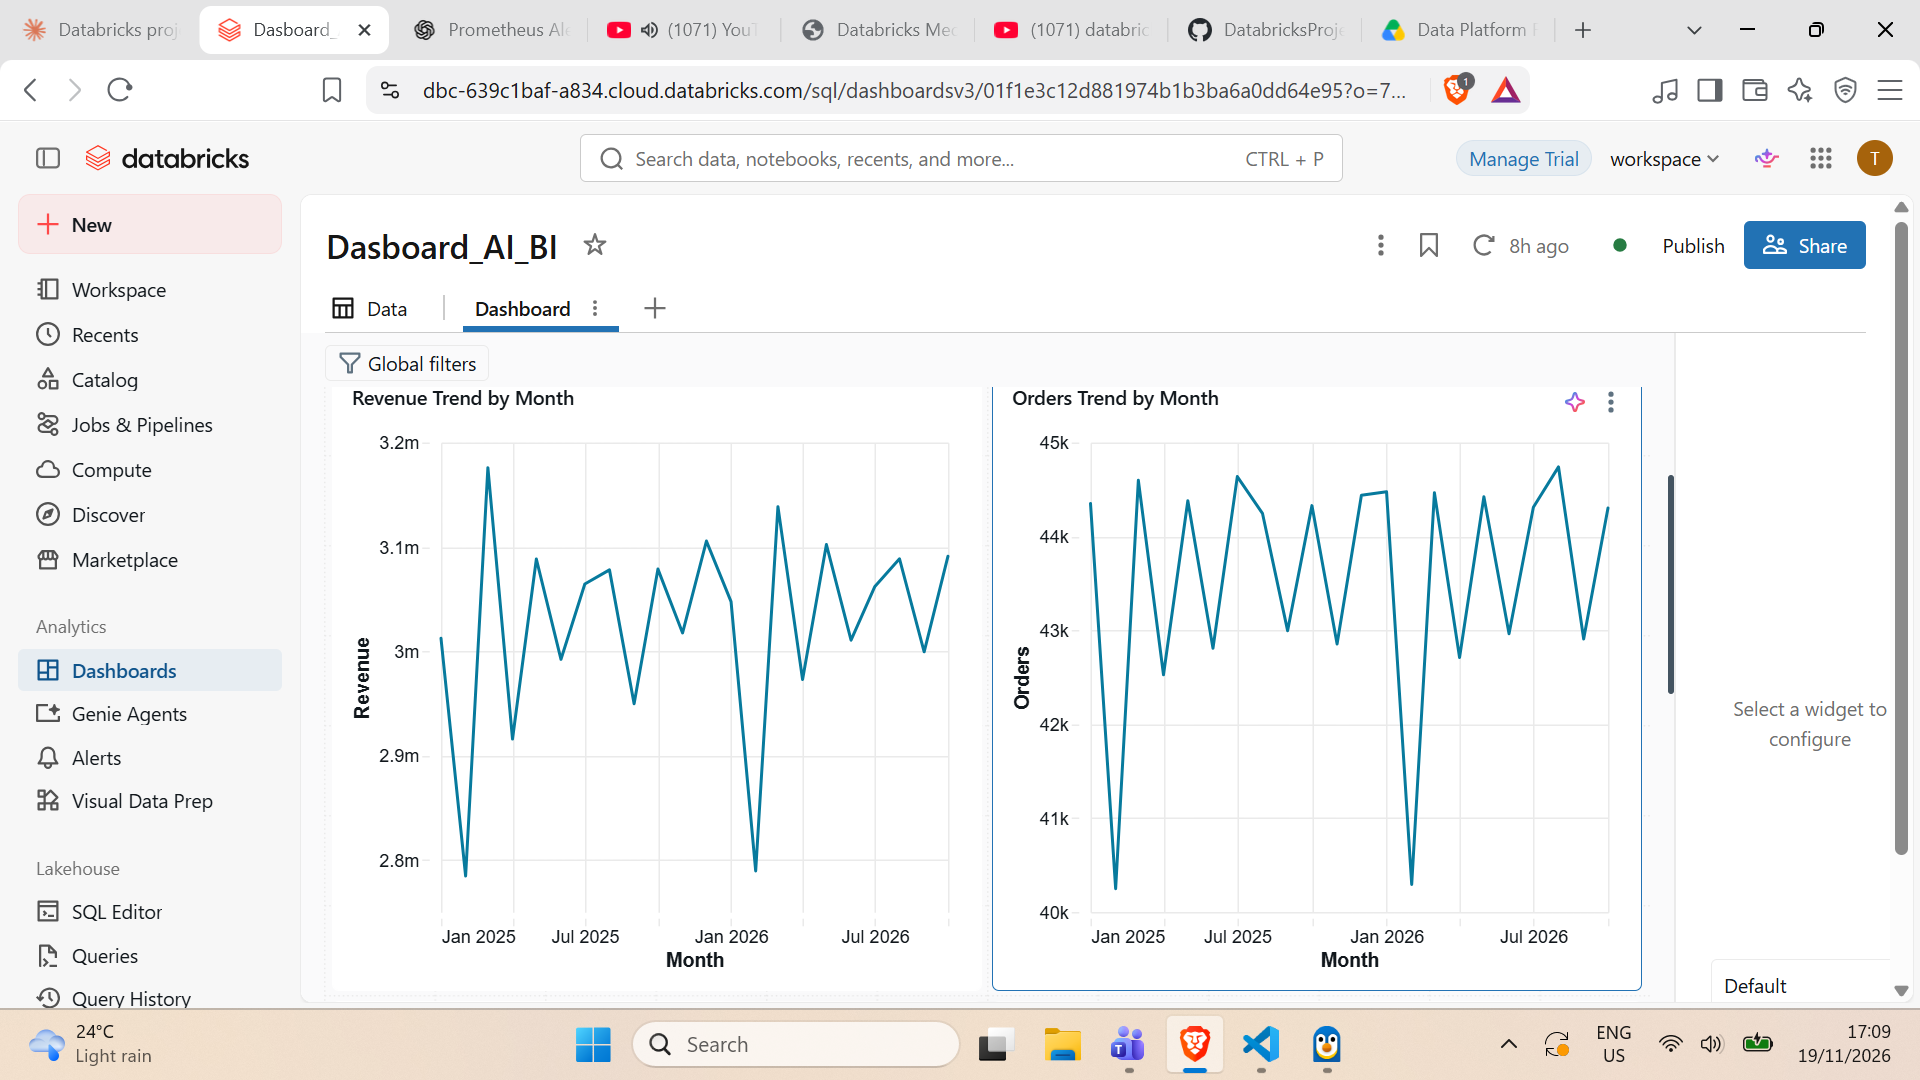 Databricks proj
Dasboard_
Prometheus Ale
(1071) YouT
Databricks Med
(1071) databric
DatabricksProje
Data Platform
dbc-639c1baf-a834.cloud.databricks.com/sql/dashboardsv3/01f1e3c12d881974b1b3ba6a0dd64e95?o=7...
1
databricks
Search data, notebooks, recents, and more...
CTRL + P
Manage Trial
workspace
T
New
Workspace
Recents
Catalog
Jobs & Pipelines
Compute
Discover
Marketplace
Analytics
Dashboards
Genie Agents
Alerts
Visual Data Prep
Lakehouse
SQL Editor
Queries
Query History
Dasboard_AI_BI
8h ago
Publish
Share
Data
Dashboard
Global filters
Revenue Trend by Month
3.2m
3.1m
3m
2.9m
2.8m
Revenue
Jan 2025
Jul 2025
Jan 2026
Jul 2026
Month
Orders Trend by Month
45k
44k
43k
42k
41k
40k
Orders
Jan 2025
Jul 2025
Jan 2026
Jul 2026
Month
Select a widget to
configure
Default
24°C
Light rain
Search
ENG
US
17:09
19/11/2026